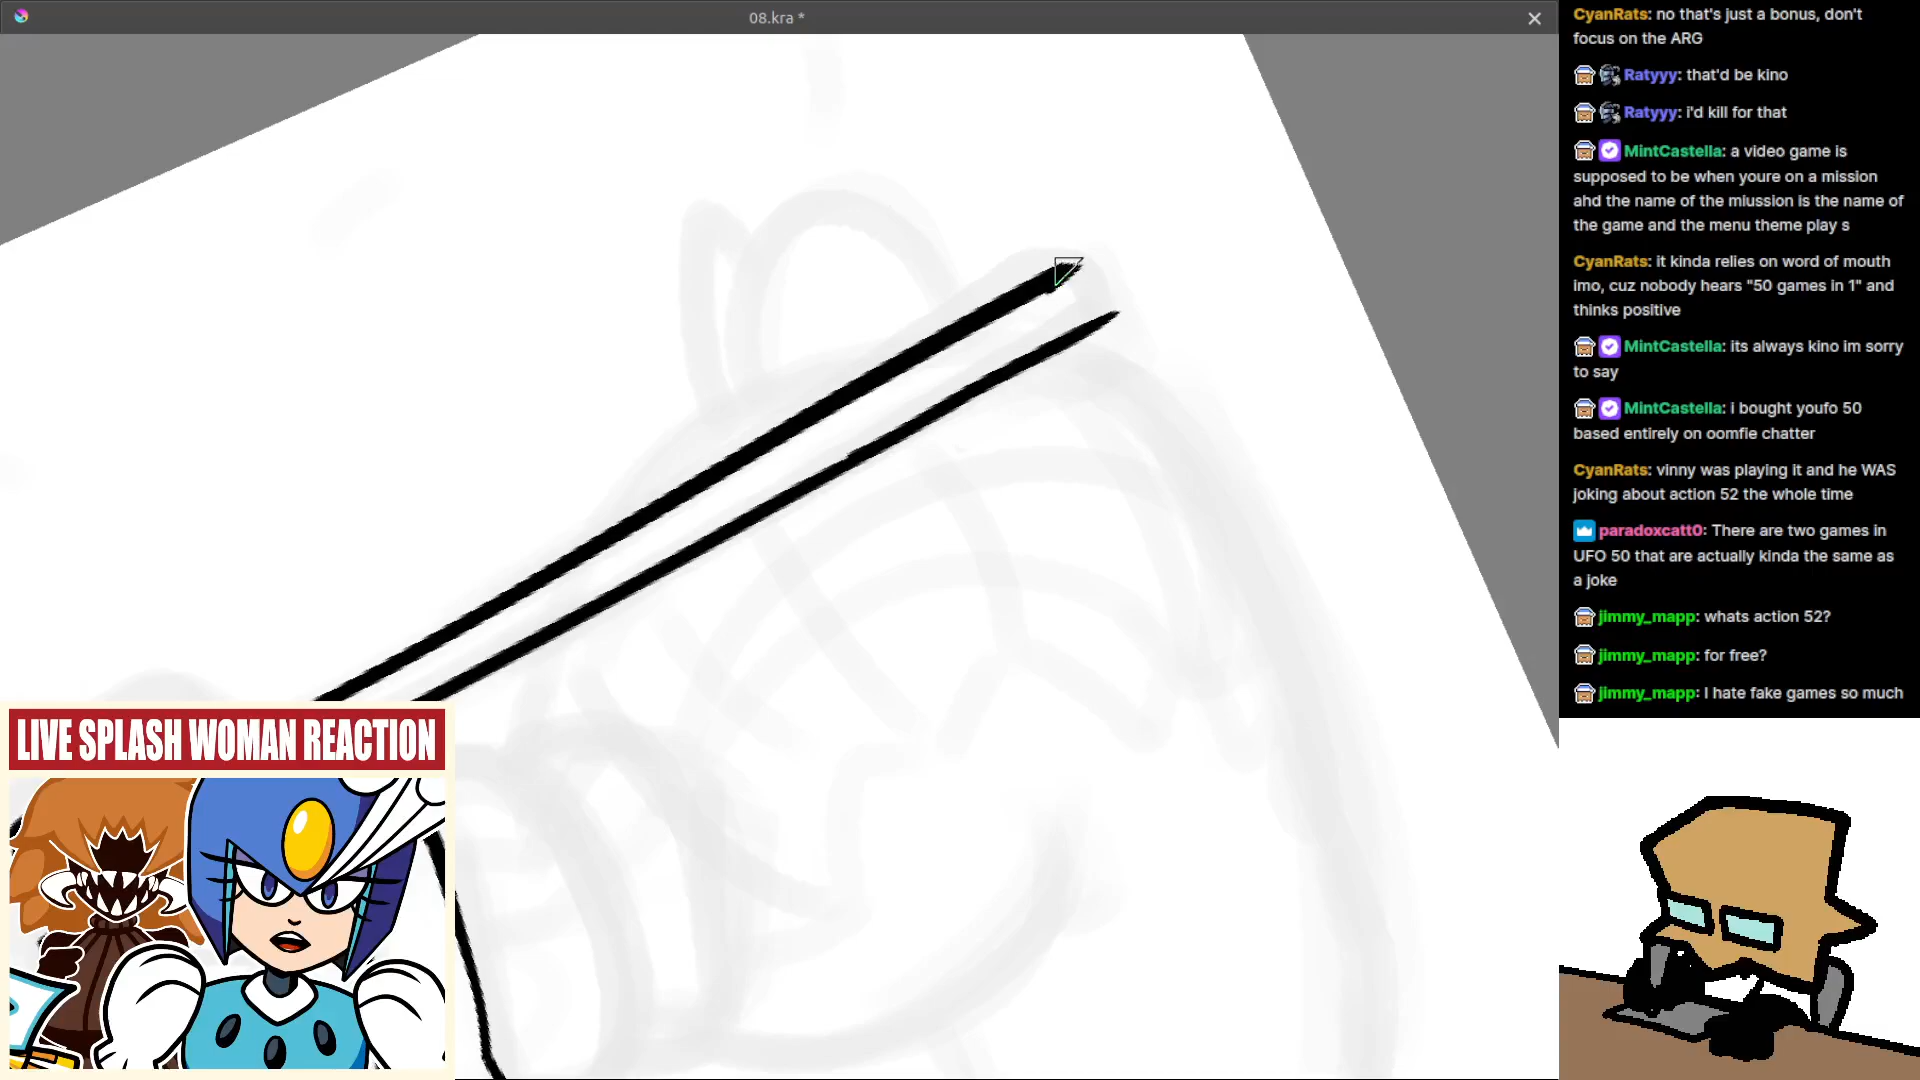 08.kra *
CyanRats: no that's just a bonus, don't
focus on the ARG
Ratyyy: that'd be kino
Ratyyy: i'd kill for that
MintCastella: a video game is
supposed to be when youre on a mission
ahd the name of the miussion is the name of
the game and the menu theme play s
CyanRats: it kinda relies on word of mouth
imo, cuz nobody hears "50 games in 1" and
thinks positive
MintCastella: its always kino im sorry
to say
MintCastella: i bought youfo 50
based entirely on oomfie chatter
CyanRats: vinny was playing it and he WAS
joking about action 52 the whole time
paradoxcatt0: There are two games in
UFO 50 that are actually kinda the same as
a joke
jimmy_mapp: whats action 52?
jimmy_mapp: for free?
jimmy_mapp: I hate fake games so much
LIVE SPLASH WOMAN REACTION